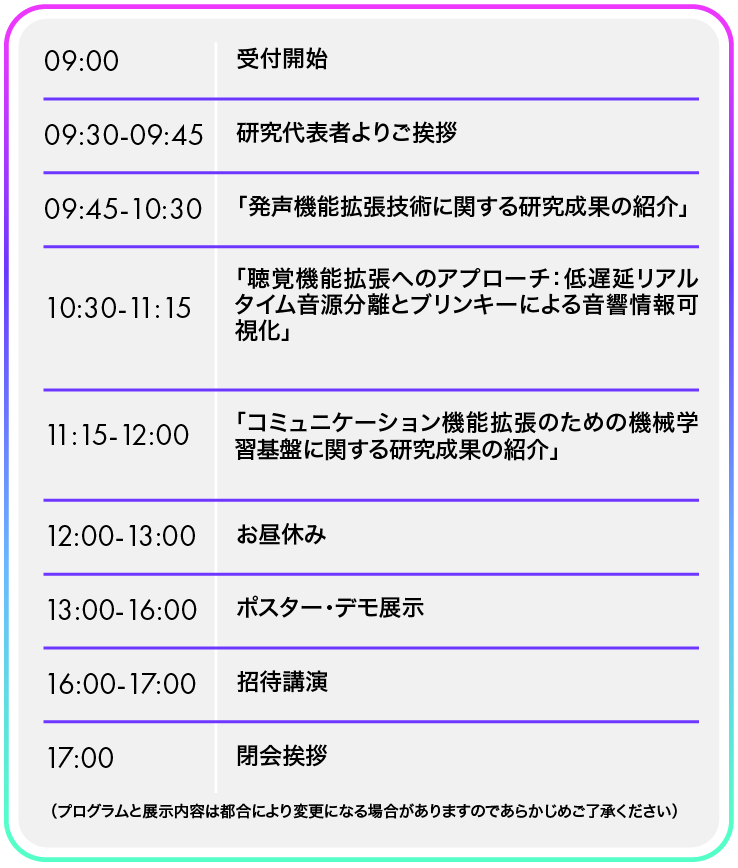 09:00 受付開始
09:30-09:45 研究代表者よりご挨拶
09:45-10:30 「発声機能拡張技術に関する研究成果の紹介」
10:30-11:15 「聴覚機能拡張へのアプローチ：低遅延リアル
タイム音源分離とブリンキーによる音響情報可
視化」
11:15-12:00 「コミュニケーション機能拡張のための機械学
習基盤に関する研究成果の紹介」
12:00-13:00 お昼休み
13:00-16:00 ポスター・デモ展示
16:00-17:00 招待講演
17:00 閉会挨拶
（プログラムと展示内容は都合により変更になる場合がありますのであらかじめご了承ください）